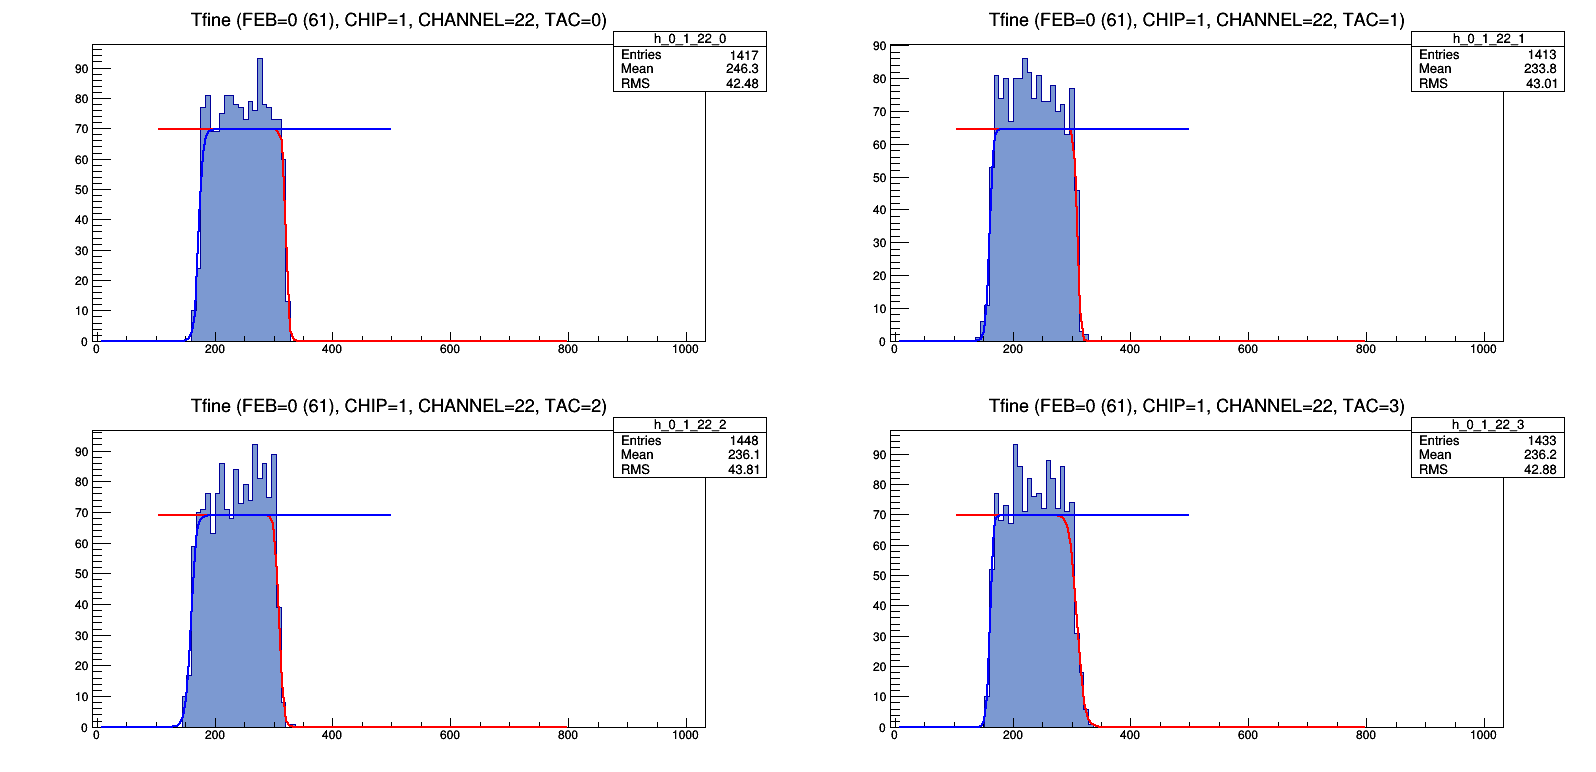 Tfine (FEB=0 (61), CHIP=1, CHANNEL=22, TAC=0)
h_0_1_22_0
Entries 1417
Mean 246.3
RMS 42.48
90
80
70
60
50
40
30
20
10
0
0 200 400 600 800 1000
Tfine (FEB=0 (61), CHIP=1, CHANNEL=22, TAC=1)
h_0_1_22_1
Entries 1413
Mean 233.8
RMS 43.01
90
80
70
60
50
40
30
20
10
0
0 200 400 600 800 1000
Tfine (FEB=0 (61), CHIP=1, CHANNEL=22, TAC=2)
h_0_1_22_2
Entries 1448
Mean 236.1
RMS 43.81
90
80
70
60
50
40
30
20
10
0
0 200 400 600 800 1000
Tfine (FEB=0 (61), CHIP=1, CHANNEL=22, TAC=3)
h_0_1_22_3
Entries 1433
Mean 236.2
RMS 42.88
90
80
70
60
50
40
30
20
10
0
0 200 400 600 800 1000